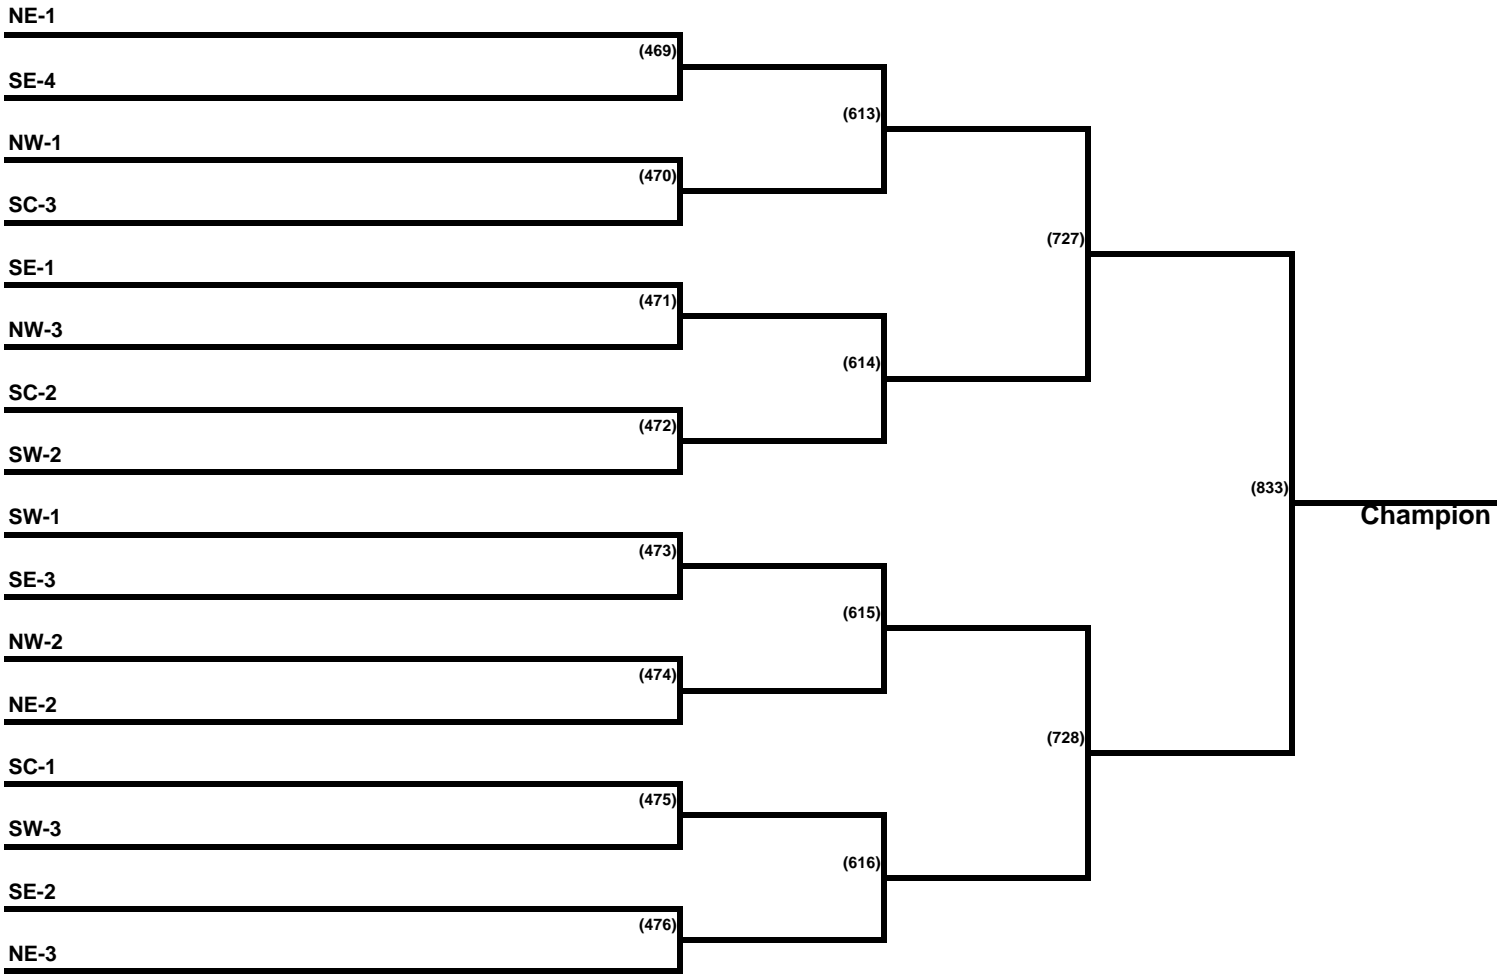 NE-1
(469)
SE-4
(613)
NW-1
(470)
SC-3
(727)
SE-1
(471)
NW-3
(614)
SC-2
(472)
SW-2
(833)
Champion
SW-1
(473)
SE-3
(615)
NW-2
(474)
NE-2
(728)
SC-1
(475)
SW-3
(616)
SE-2
(476)
NE-3